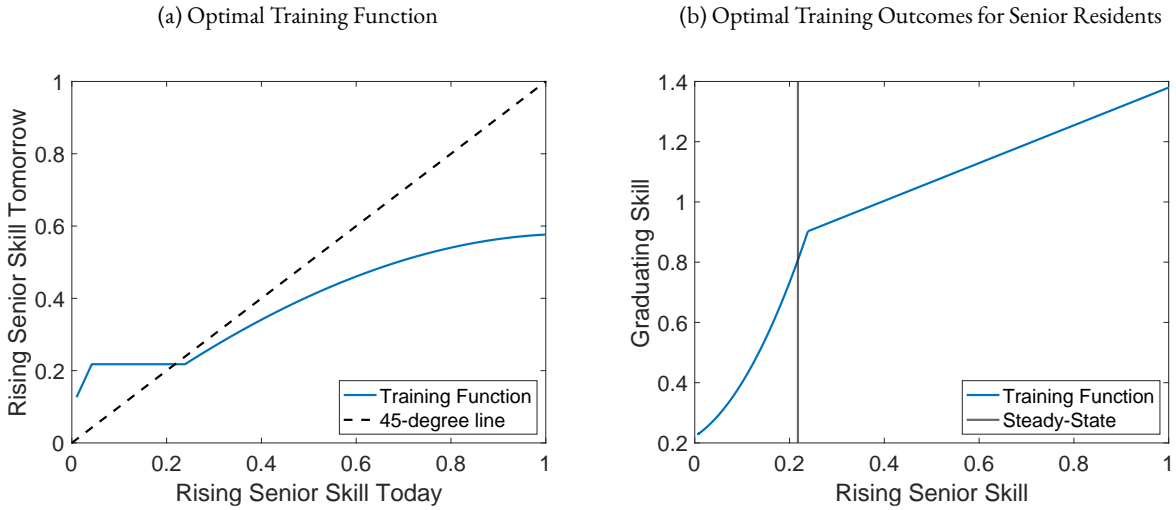 (a) Optimal Training Function
1
0.8
0.6
0.4
0.2
0
Rising Senior Skill Tomorrow
Training Function
45-degree line
0 0.2 0.4 0.6 0.8 1
Rising Senior Skill Today
(b) Optimal Training Outcomes for Senior Residents
1.4
1.2
1
0.8
0.6
0.4
0.2
Graduating Skill
Training Function
Steady-State
0 0.2 0.4 0.6 0.8 1
Rising Senior Skill